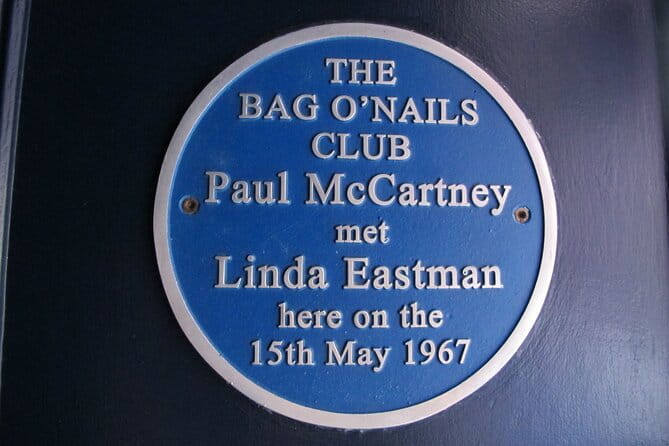 THE
BAG O'NAILS
CLUB
Paul McCartney
met
Linda Eastman
here on the
15th May 1967